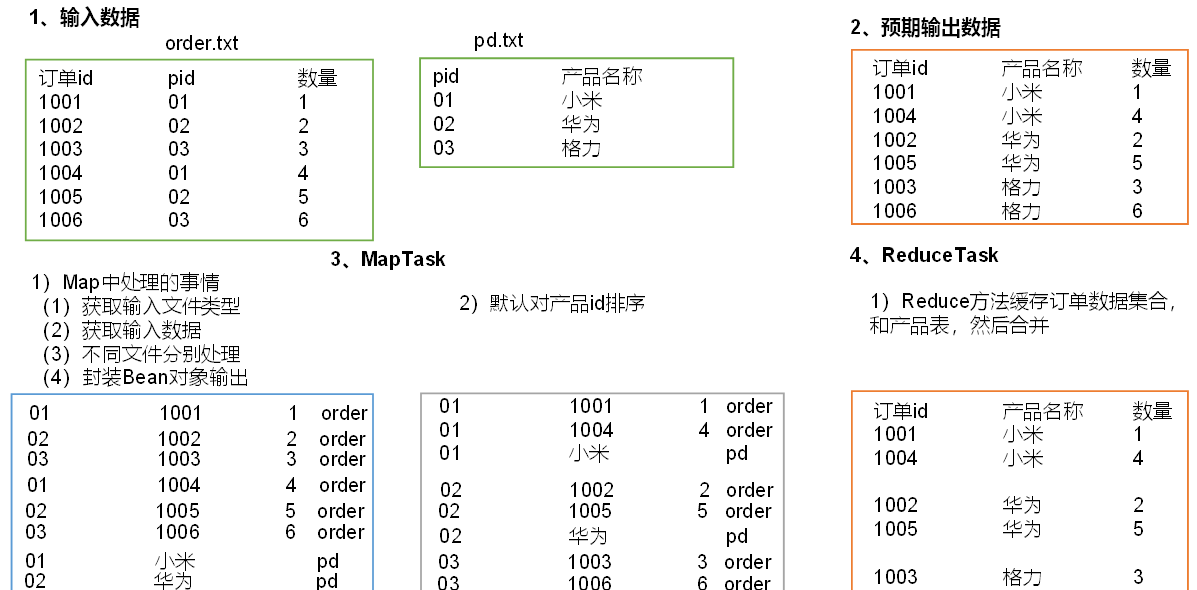 1、输入数据
order.txt
订单id pid 数量
1001 01 1
1002 02 2
1003 03 3
1004 01 4
1005 02 5
1006 03 6
pd.txt
pid 产品名称
01 小米
02 华为
03 格力
2、预期输出数据
订单id 产品名称 数量
1001 小米 1
1004 小米 4
1002 华为 2
1005 华为 5
1003 格力 3
1006 格力 6
3、MapTask
1）Map中处理的事情
（1）获取输入文件类型
（2）获取输入数据
（3）不同文件分别处理
（4）封装Bean对象输出
01 1001 1 order
02 1002 2 order
03 1003 3 order
01 1004 4 order
02 1005 5 order
03 1006 6 order
01 小米 pd
02 华为 pd
2）默认对产品id排序
01 1001 1 order
01 1004 4 order
01 小米 pd
02 1002 2 order
02 1005 5 order
02 华为 pd
03 1003 3 order
03 1006 6 order
4、ReduceTask
1）Reduce方法缓存订单数据集合，
和产品表，然后合并
订单id 产品名称 数量
1001 小米 1
1004 小米 4
1002 华为 2
1005 华为 5
1003 格力 3